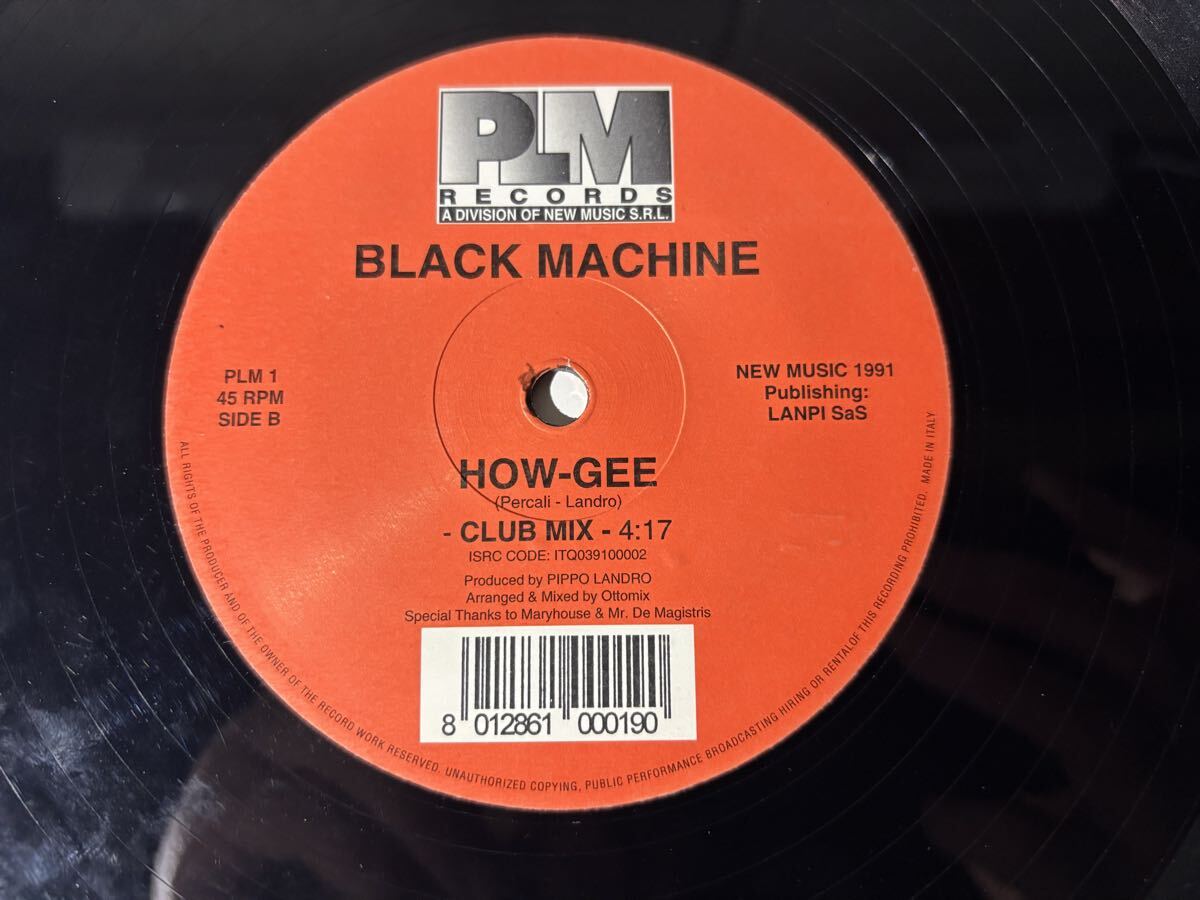 PLM
RECORDS
A DIVISION OF NEW MUSIC S.R.L.
BLACK MACHINE
PLM 1
45 RPM
SIDE B
NEW MUSIC 1991
Publishing:
LANPI SaS
HOW-GEE
(Percali - Landro)
- CLUB MIX - 4:17
ISRC CODE: ITQ039100002
Produced by PIPPO LANDRO
Arranged & Mixed by Ottomix
Special Thanks to Maryhouse & Mr. De Magistris
8 012861 000190
ALL RIGHTS OF THE PRODUCER AND OF THE OWNER OF THE RECORD WORK RESERVED. UNAUTHORIZED COPYING, PUBLIC PERFORMANCE BROADCASTING HIRING OR RENTALOF THIS RECORDING PROHIBITED. MADE IN ITALY